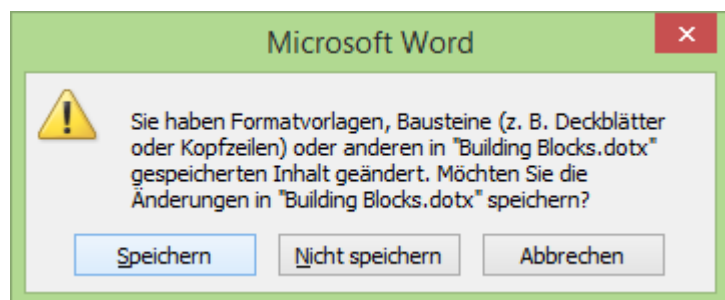 Microsoft Word
Sie haben Formatvorlagen, Bausteine (z. B. Deckblätter
oder Kopfzeilen) oder anderen in "Building Blocks.dotx"
gespeicherten Inhalt geändert. Möchten Sie die
Änderungen in "Building Blocks.dotx" speichern?
Speichern Nicht speichern Abbrechen